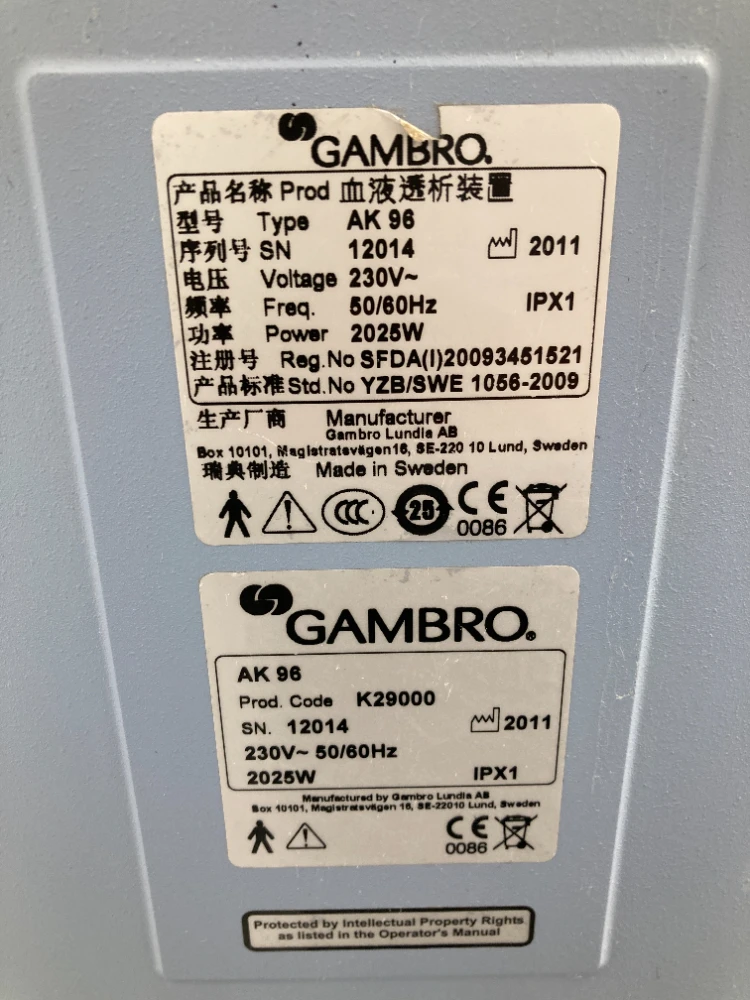 GAMBRO®
产品名称 Prod 血液透析装置
型号 Type AK 96
序列号 SN 12014 2011
电压 Voltage 230V~
频率 Freq. 50/60Hz IPX1
功率 Power 2025W
注册号 Reg.No SFDA(I)20093451521
产品标准 Std.No YZB/SWE 1056-2009
生产厂商 Manufacturer
Gambro Lundia AB
Box 10101, Magistratsvägen16, SE-220 10 Lund, Sweden
瑞典制造 Made in Sweden
CCC 25 CE
0086
GAMBRO®
AK 96
Prod. Code K29000
SN. 12014 2011
230V~ 50/60Hz
2025W IPX1
Manufactured by Gambro Lundia AB
Box 10101, Magistratsvägen 16, SE-22010 Lund, Sweden
CE
0086
Protected by Intellectual Property Rights
as listed in the Operator's Manual